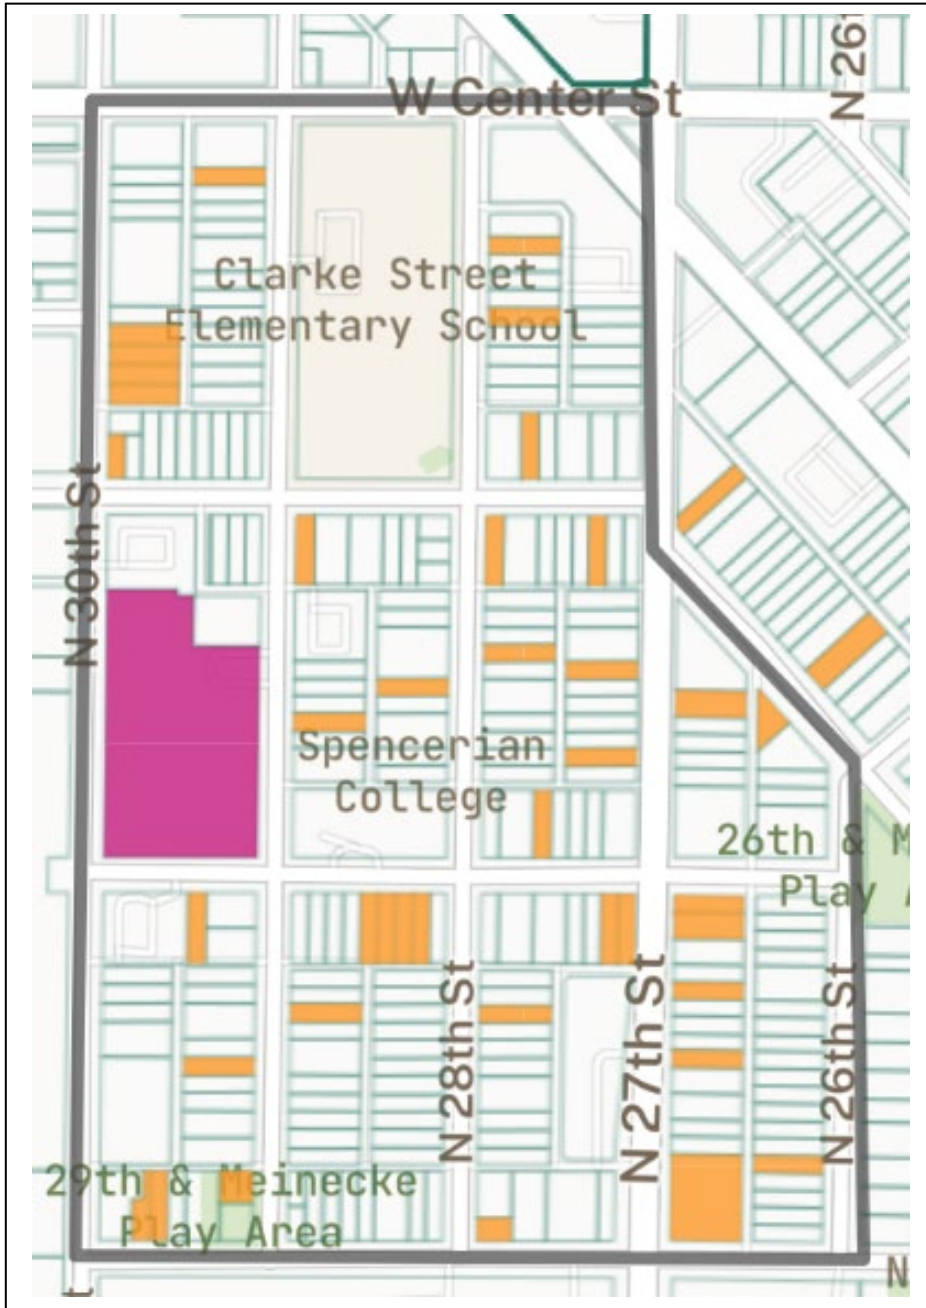 W Center St
N 26
Clarke Street
Elementary School
N 30th St
Spencerian
College
26th & M
Play A
N 28th St
N 27th St
N 26th St
29th & Meinecke
Play Area
N
t